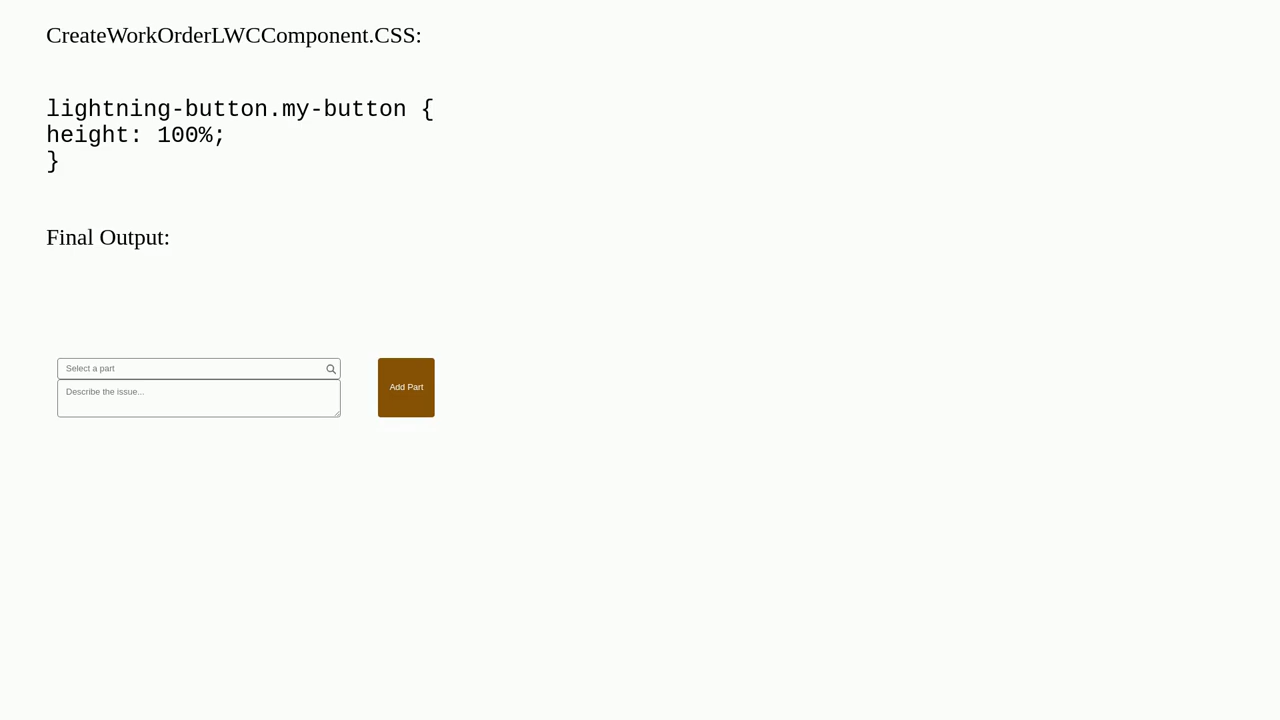 CreateWorkOrderLWCComponent.CSS:
lightning-button.my-button {
height: 100%;
}
Final Output:
Select a part
Describe the issue...
Add Part